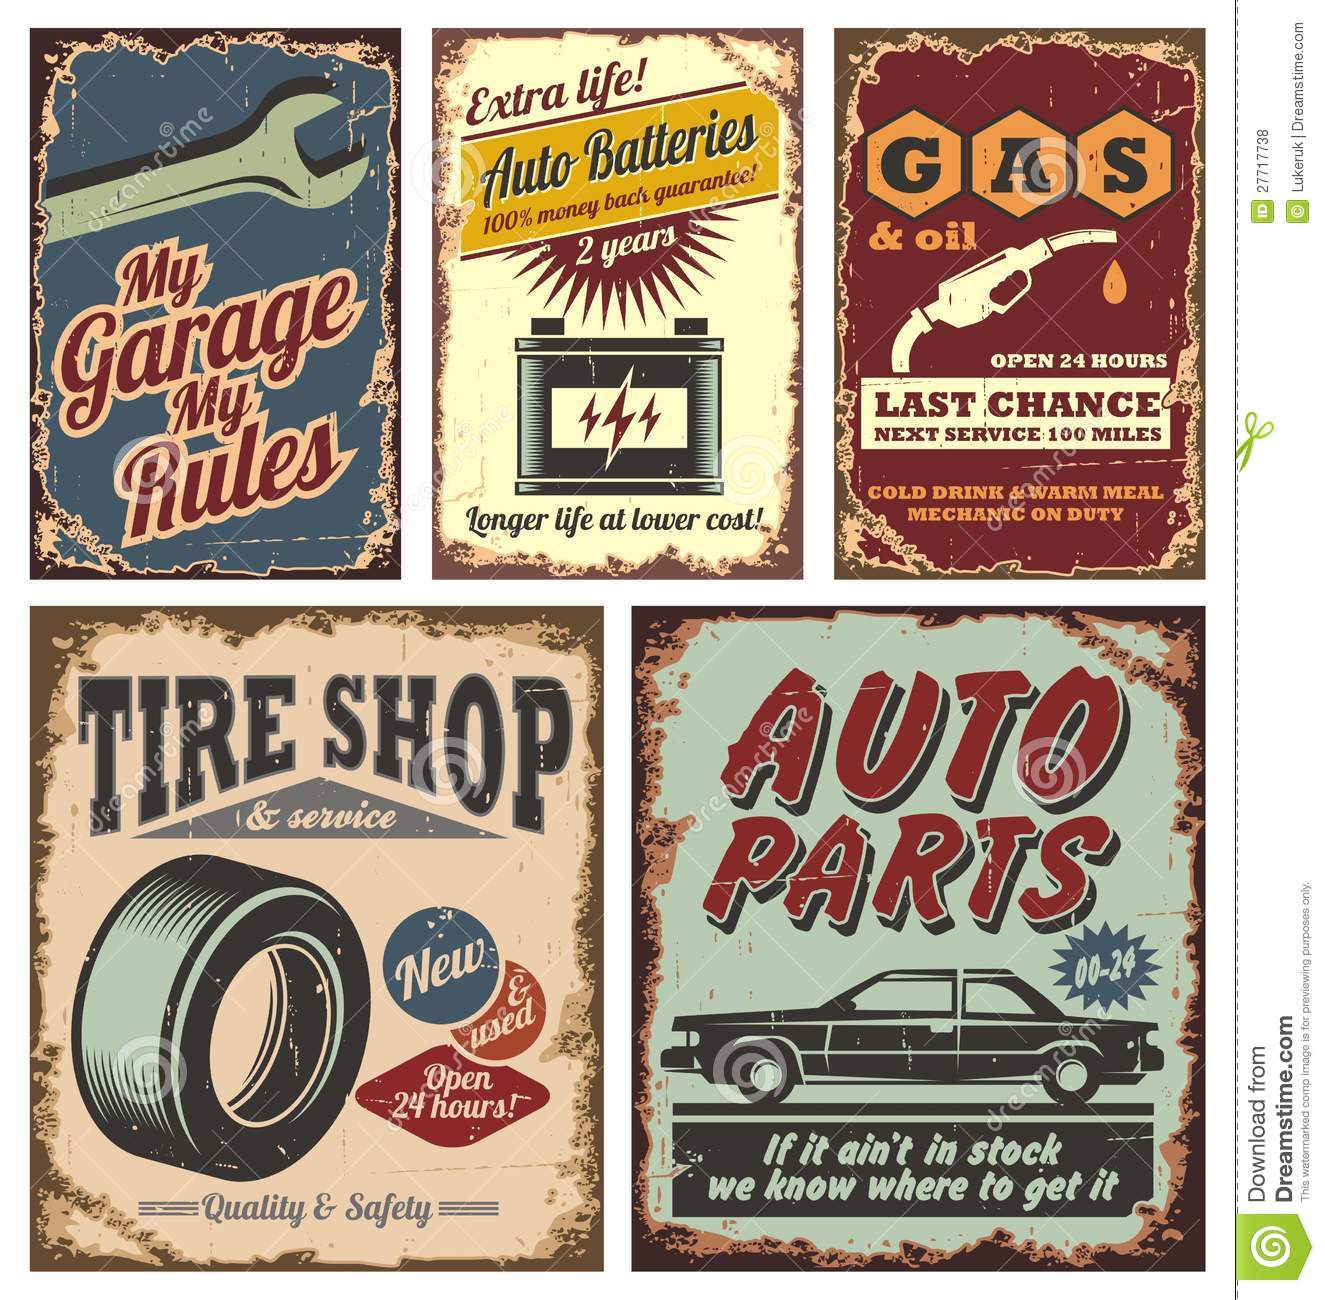 My
Garage
My
Rules
Extra life!
Auto Batteries
100% money back guarantee!
2 years
Longer life at lower cost!
GAS
& oil
OPEN 24 HOURS
LAST CHANCE
NEXT SERVICE 100 MILES
COLD DRINK & WARM MEAL
MECHANIC ON DUTY
TIRE SHOP
& service
New
&
used
Open
24 hours!
Quality & Safety
AUTO
PARTS
00-24
If it ain't in stock
we know where to get it
ID 27717738
© Lukeruk | Dreamstime.com
Download from
Dreamstime.com
This watermarked comp image is for previewing purposes only.
dreamstime